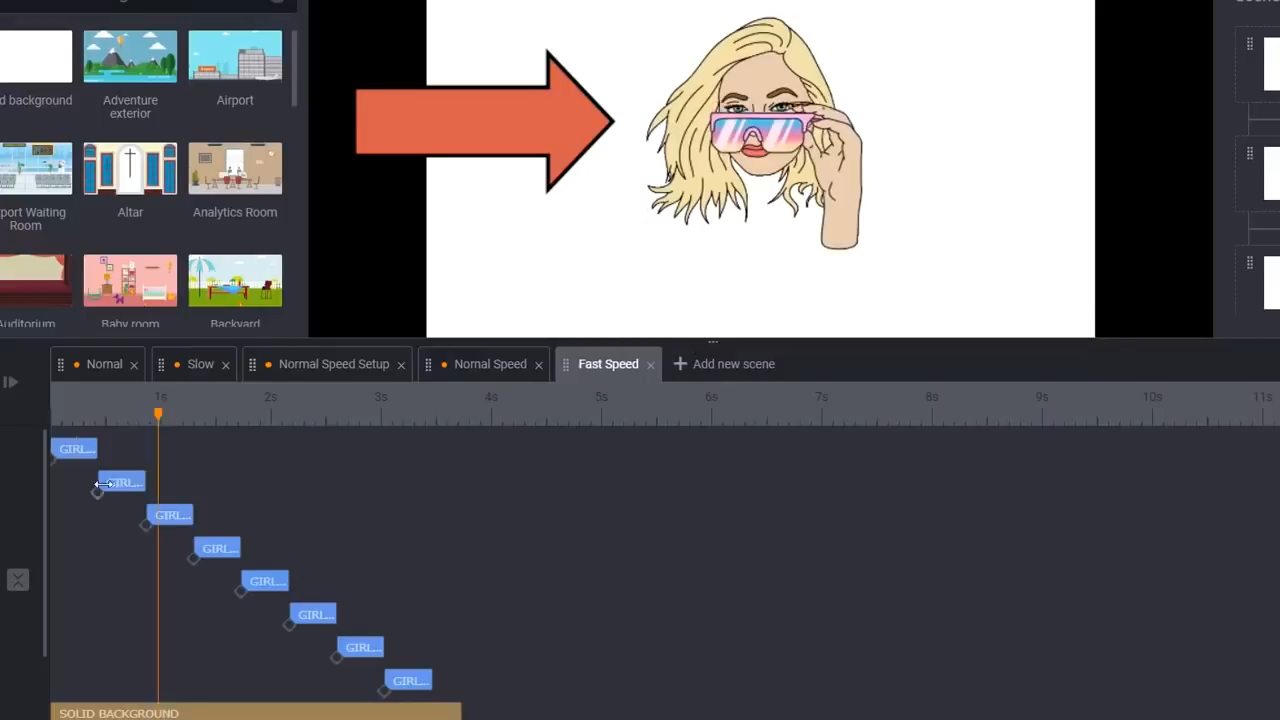 d background
Adventure
exterior
Airport
port Waiting
Room
Altar
Analytics Room
Auditorium
Baby room
Backyard
Nomal
Slow
Normal Speed Setup
Normal Speed
Fast Speed
Add new scene
1s 2s 3s 4s 5s 6s 7s 8s 9s 10s 11s
GIRL...
GIRL...
GIRL...
GIRL...
GIRL...
GIRL...
GIRL...
GIRL...
SOLID BACKGROUND